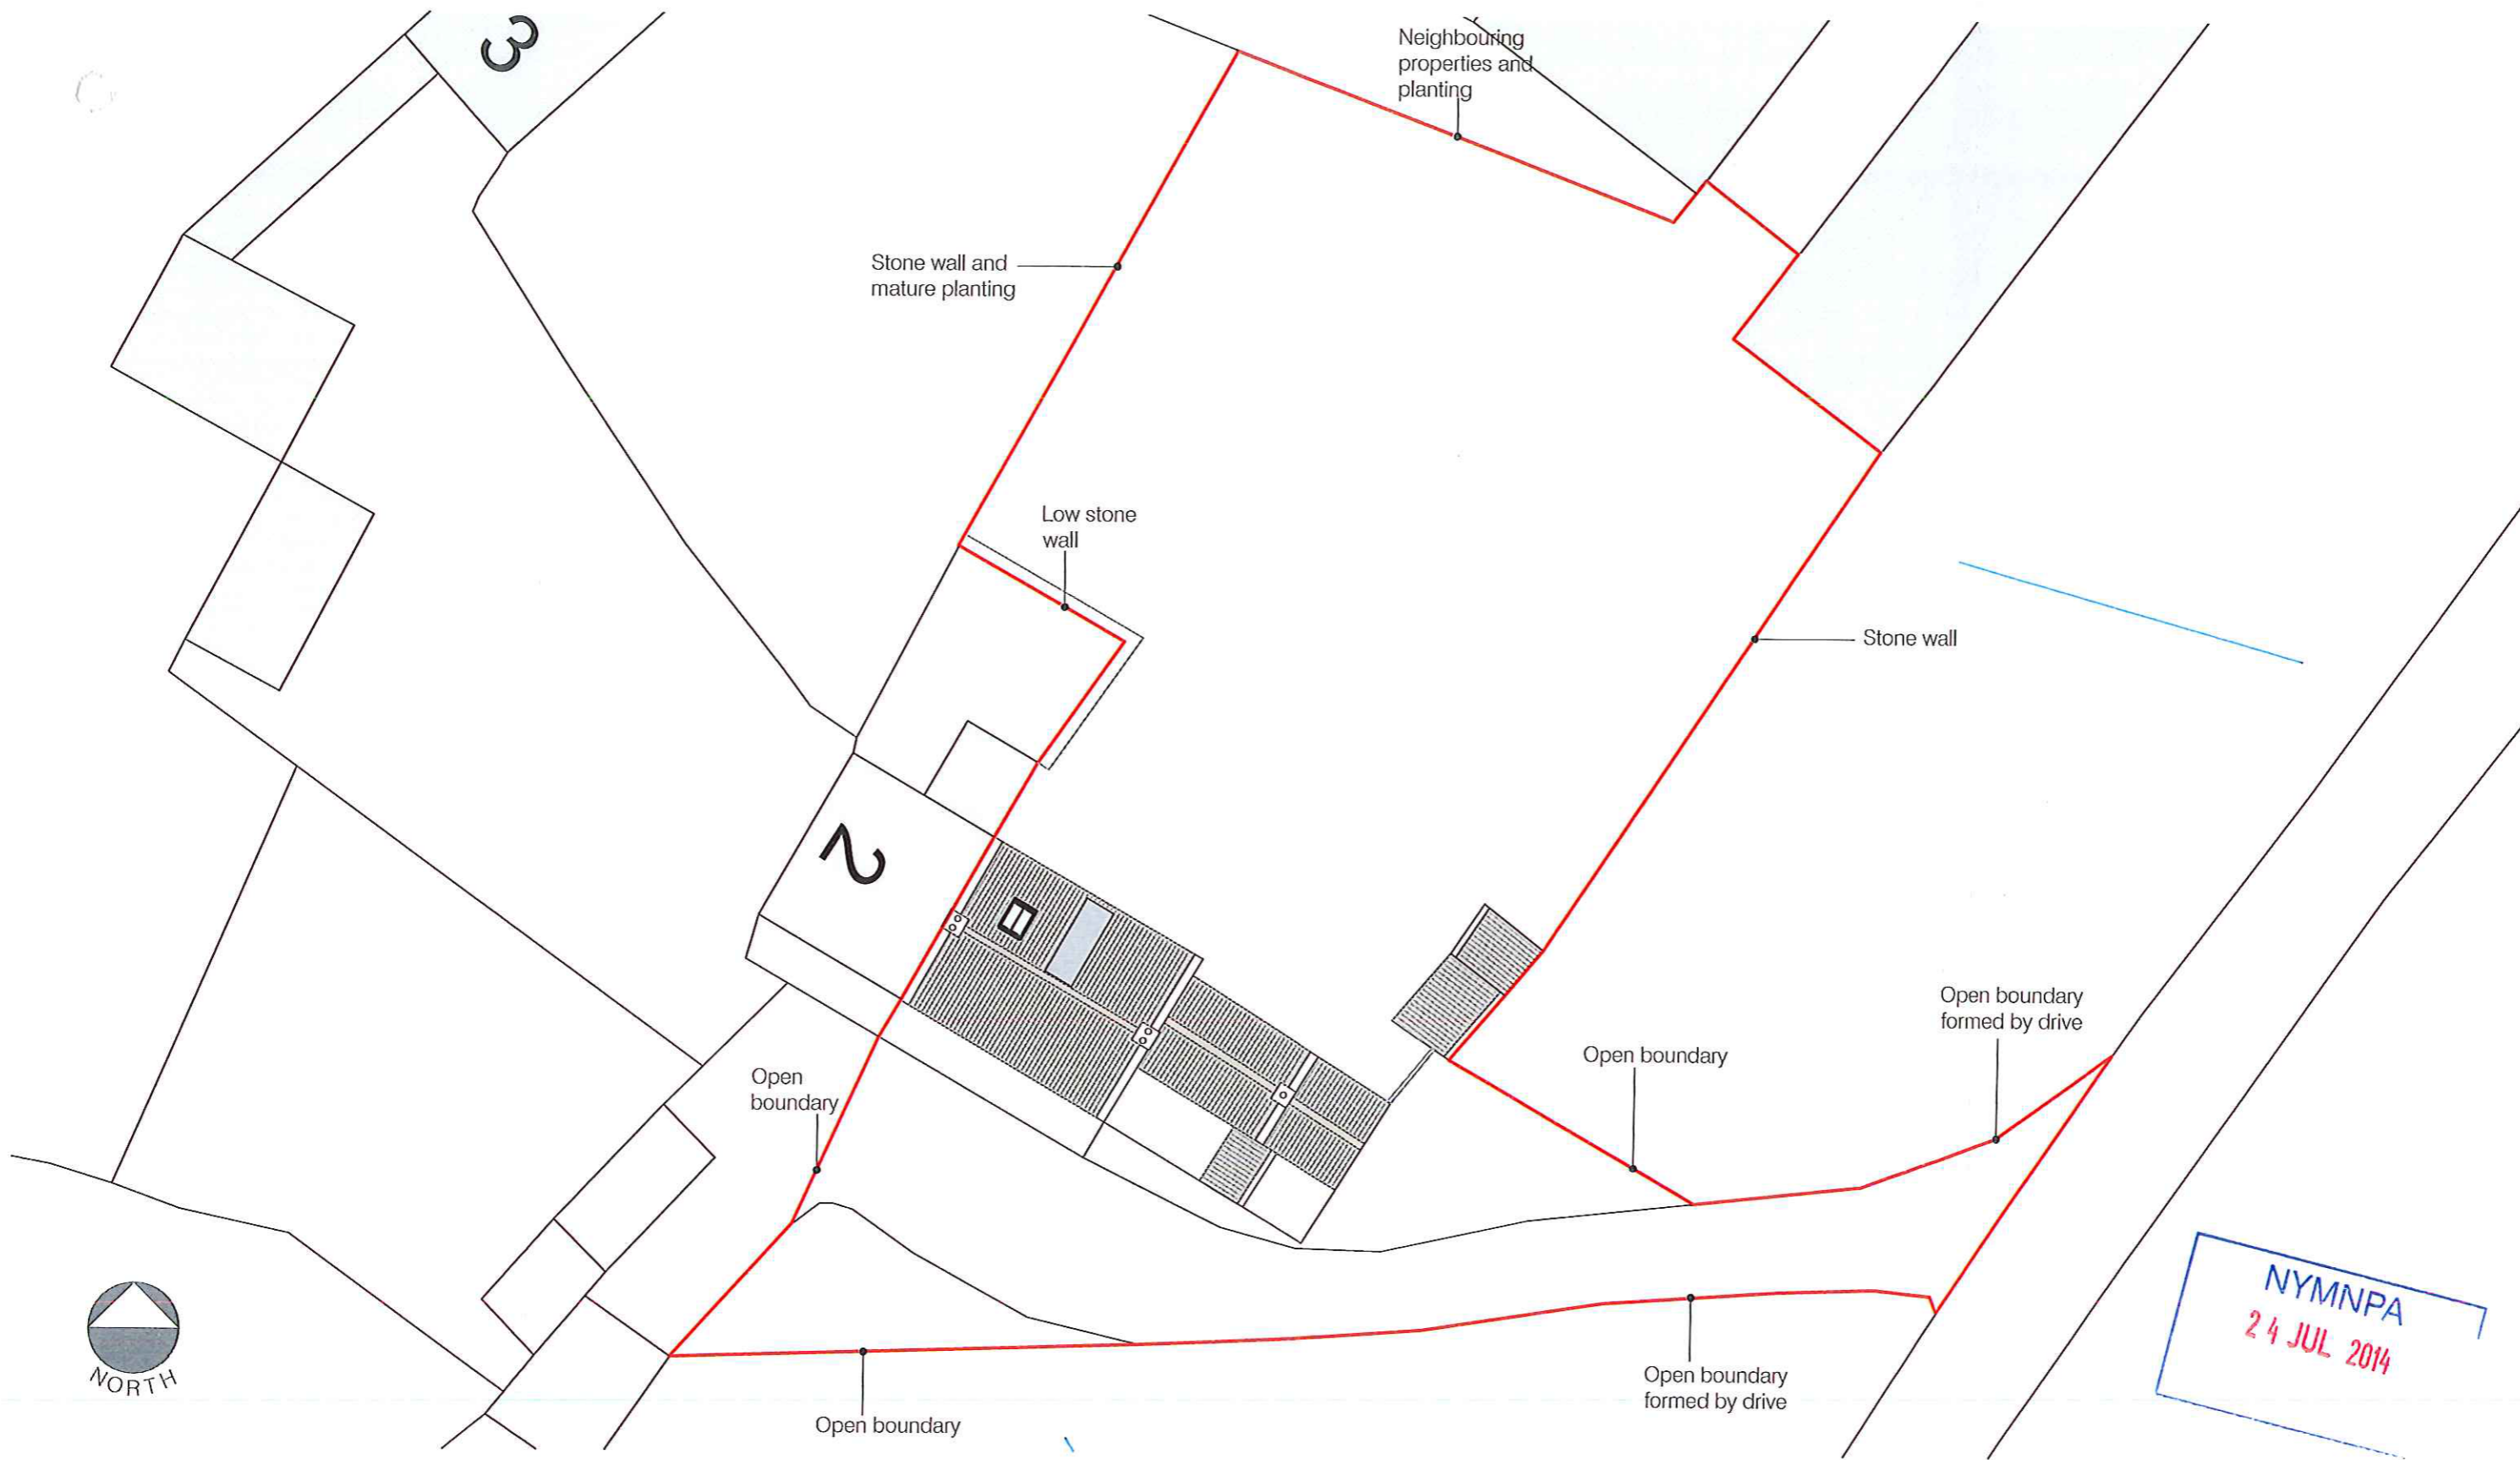 3
Neighbouring
properties and
planting
Stone wall and
mature planting
Low stone
wall
Stone wall
2
Open boundary
formed by drive
Open boundary
Open
boundary
NYMNPA
24 JUL 2014
Open boundary
formed by drive
NORTH
Open boundary